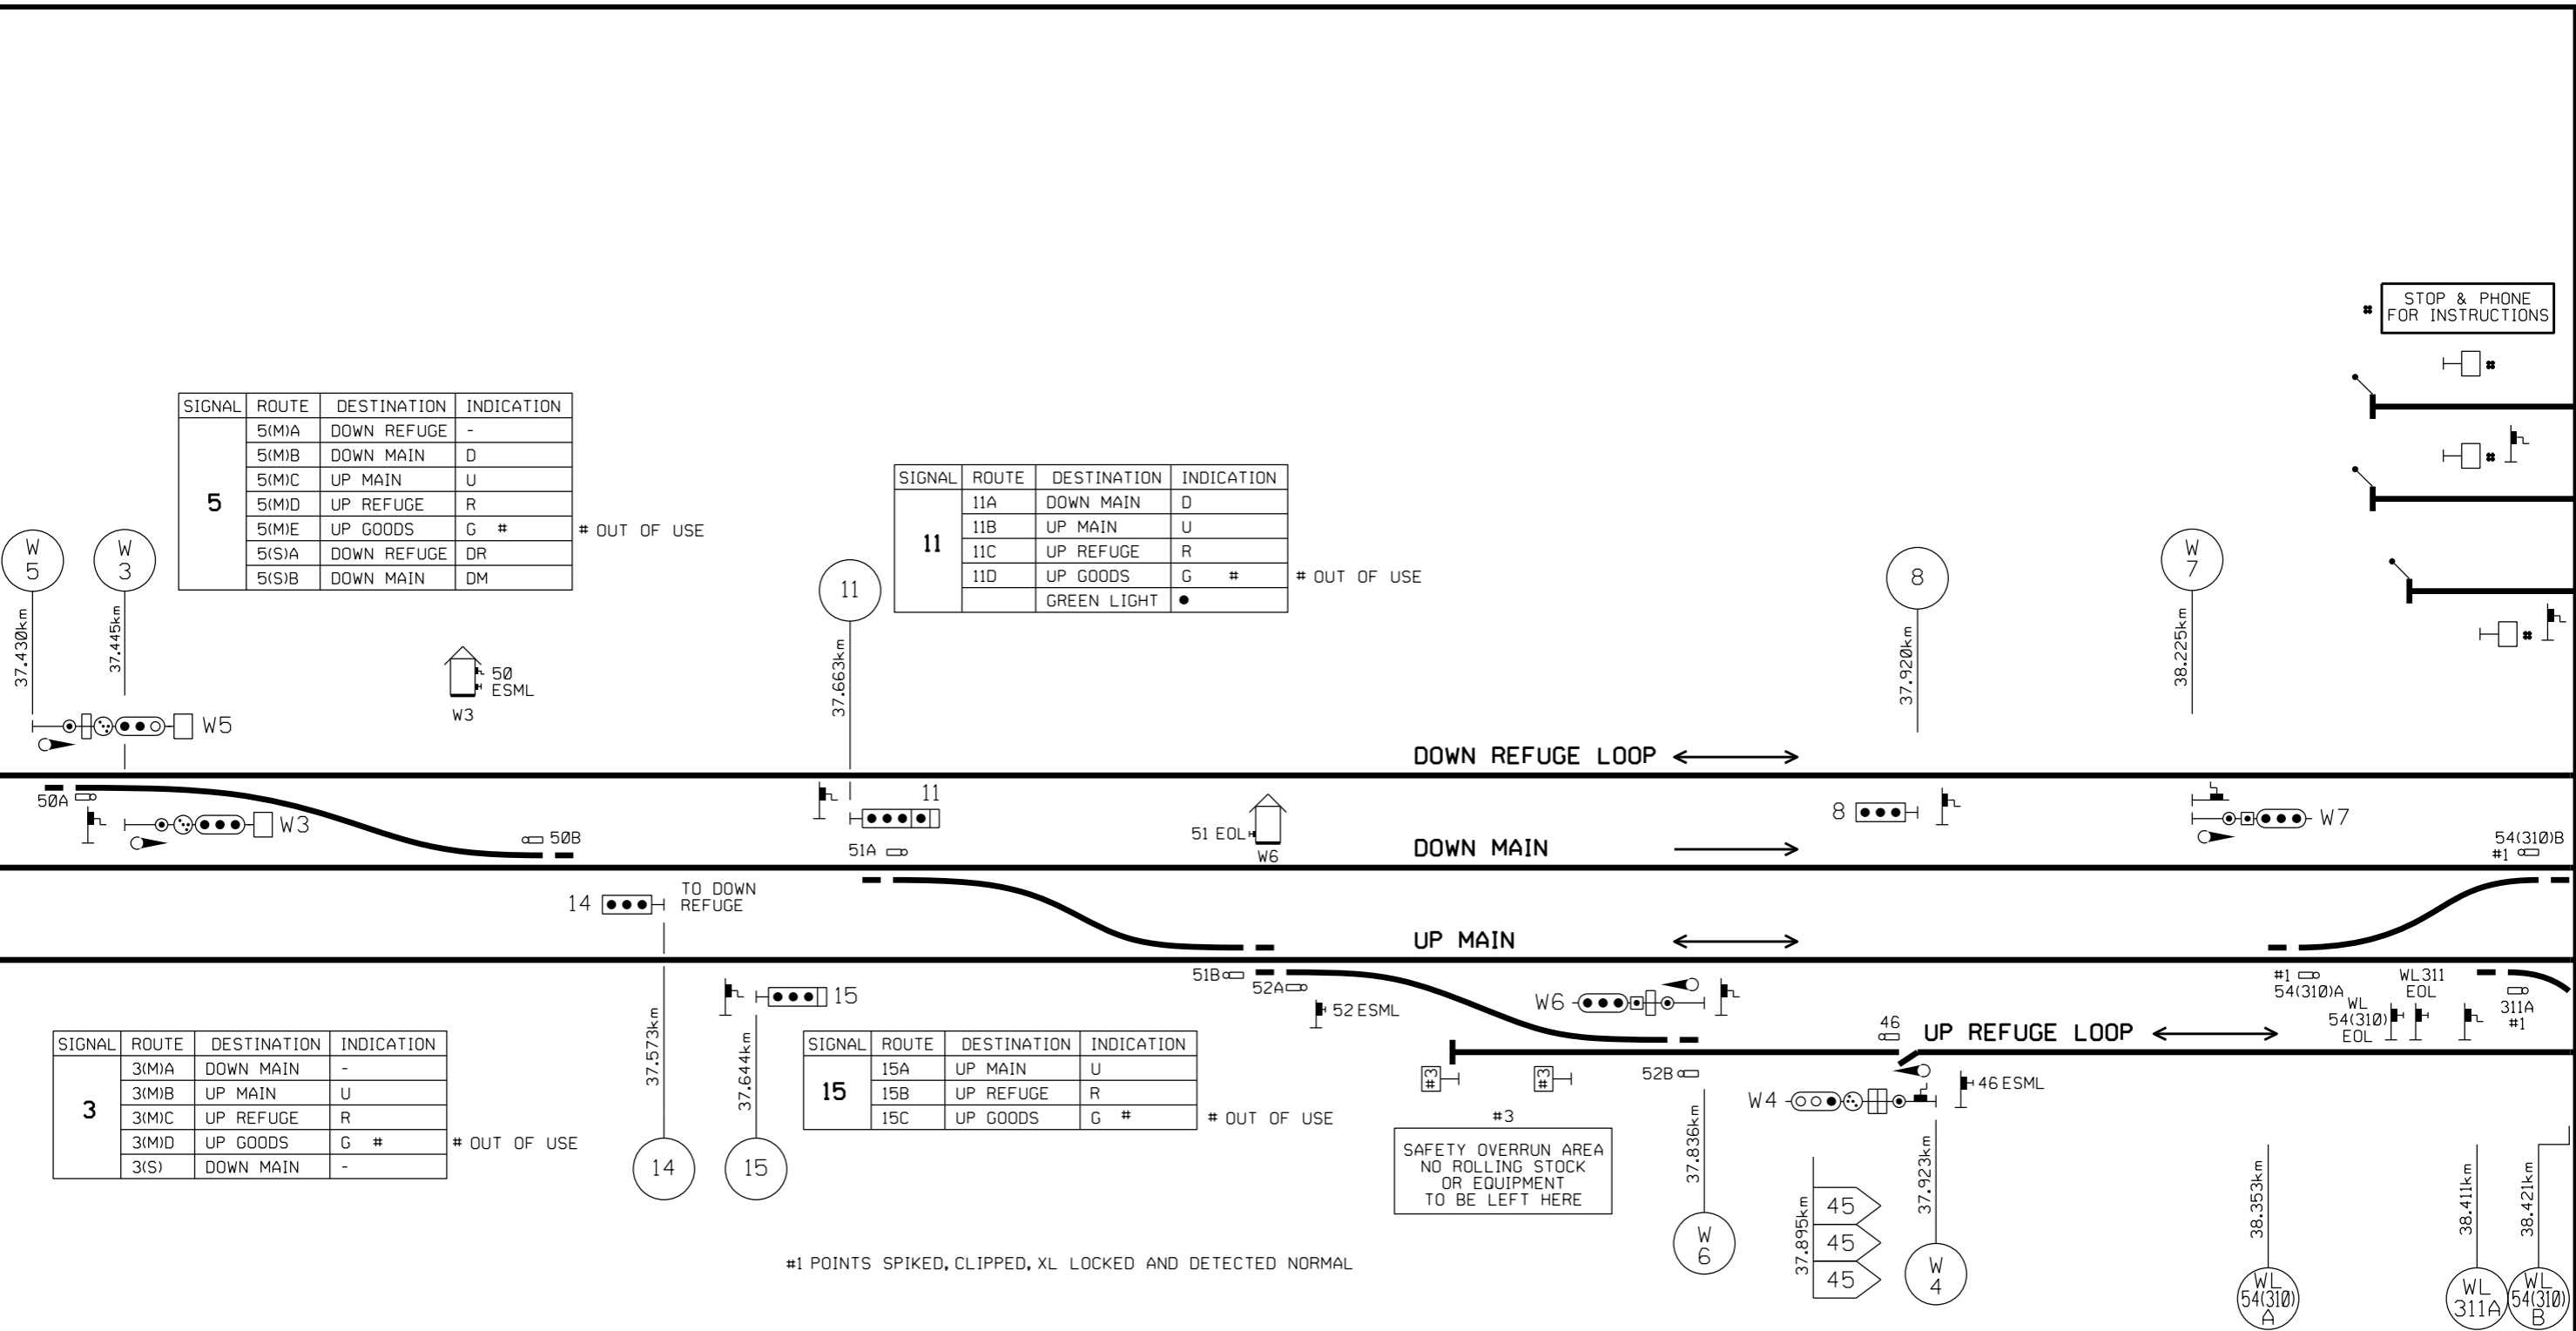 STOP & PHONE
FOR INSTRUCTIONS
SIGNAL ROUTE DESTINATION INDICATION
5
5(M)A DOWN REFUGE -
5(M)B DOWN MAIN D
5(M)C UP MAIN U
5(M)D UP REFUGE R
5(M)E UP GOODS G # # OUT OF USE
5(S)A DOWN REFUGE DR
5(S)B DOWN MAIN DM
SIGNAL ROUTE DESTINATION INDICATION
11
11A DOWN MAIN D
11B UP MAIN U
11C UP REFUGE R
11D UP GOODS G # # OUT OF USE
GREEN LIGHT ●
W
5
W
3
11
8
W
7
37.430km
37.445km
37.663km
37.920km
38.225km
50
ESML
W3
W5
DOWN REFUGE LOOP
50A
W3
50B
11
51A
51 EOL
W6
8
W7
54(310)B
#1
DOWN MAIN
14
TO DOWN
REFUGE
UP MAIN
15
51B
52A
52 ESML
W6
#1
54(310)A
WL
54(310)
EOL
WL311
EOL
311A
#1
46
UP REFUGE LOOP
SIGNAL ROUTE DESTINATION INDICATION
3
3(M)A DOWN MAIN -
3(M)B UP MAIN U
3(M)C UP REFUGE R
3(M)D UP GOODS G # # OUT OF USE
3(S) DOWN MAIN -
37.573km
37.644km
14
15
SIGNAL ROUTE DESTINATION INDICATION
15
15A UP MAIN U
15B UP REFUGE R
15C UP GOODS G # # OUT OF USE
#3
#3
52B
W4
46 ESML
#3
SAFETY OVERRUN AREA
NO ROLLING STOCK
OR EQUIPMENT
TO BE LEFT HERE
37.836km
W
6
37.895km
45
45
45
37.923km
W
4
38.353km
38.411km
38.421km
WL
54(310)
A
WL
311A
WL
54(310)
B
#1 POINTS SPIKED, CLIPPED, XL LOCKED AND DETECTED NORMAL